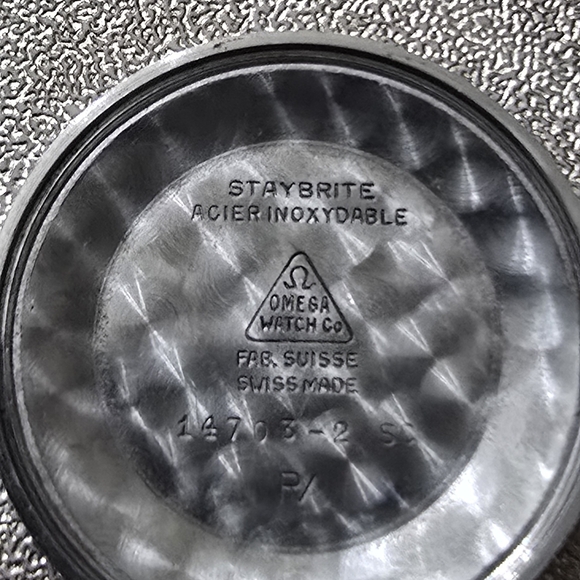 STAYBRITE
ACIER INOXYDABLE
Ω
OMEGA
WATCH Co
FAB. SUISSE
SWISS MADE
14703-2 SC
P/